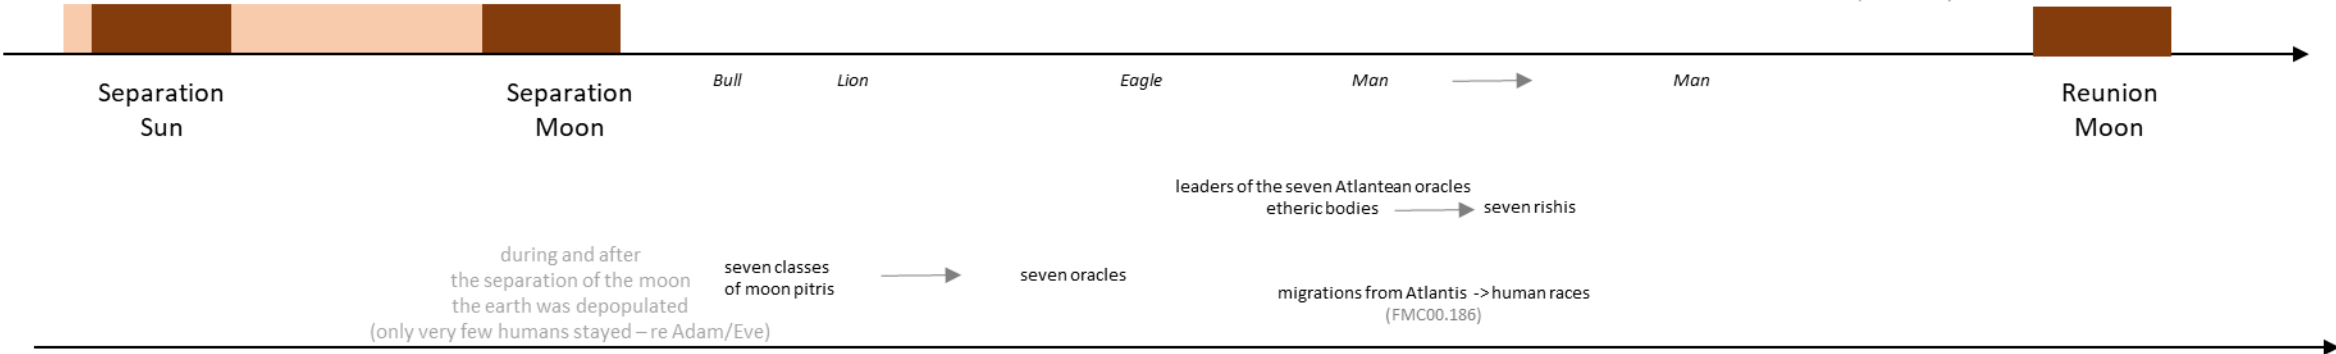 Separation
Sun
Separation
Moon
Bull
Lion
Eagle
Man
Man
Reunion
Moon
leaders of the seven Atlantean oracles
etheric bodies
seven rishis
during and after
the separation of the moon
the earth was depopulated
(only very few humans stayed – re Adam/Eve)
seven classes
of moon pitris
seven oracles
migrations from Atlantis -> human races
(FMC00.186)